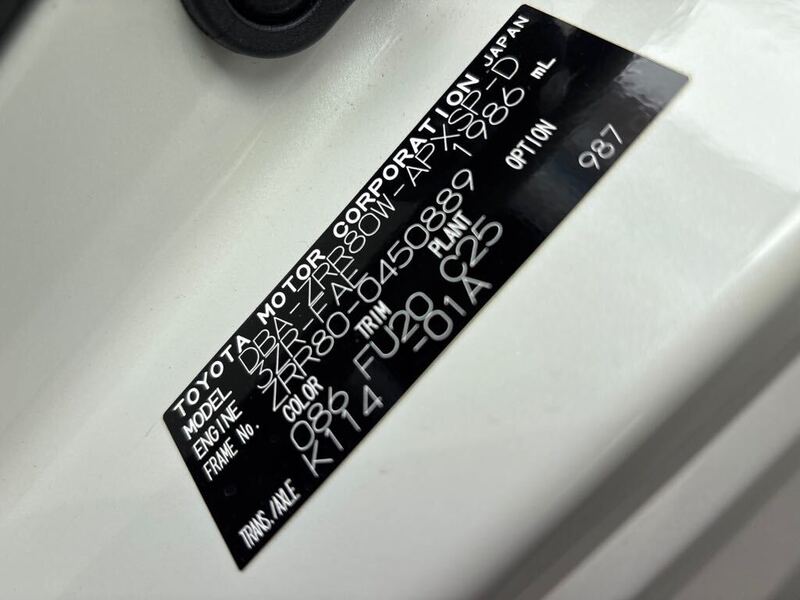 TOYOTA MOTOR CORPORATION JAPAN
MODEL DBA-ZRR80W-APXSP-D
ENGINE 3ZR-FAE 1986 mL
FRAME No. ZRR80-0450889
COLOR TRIM PLANT OPTION
086 FU20 C25 987
TRANS./AXLE K114 -01A